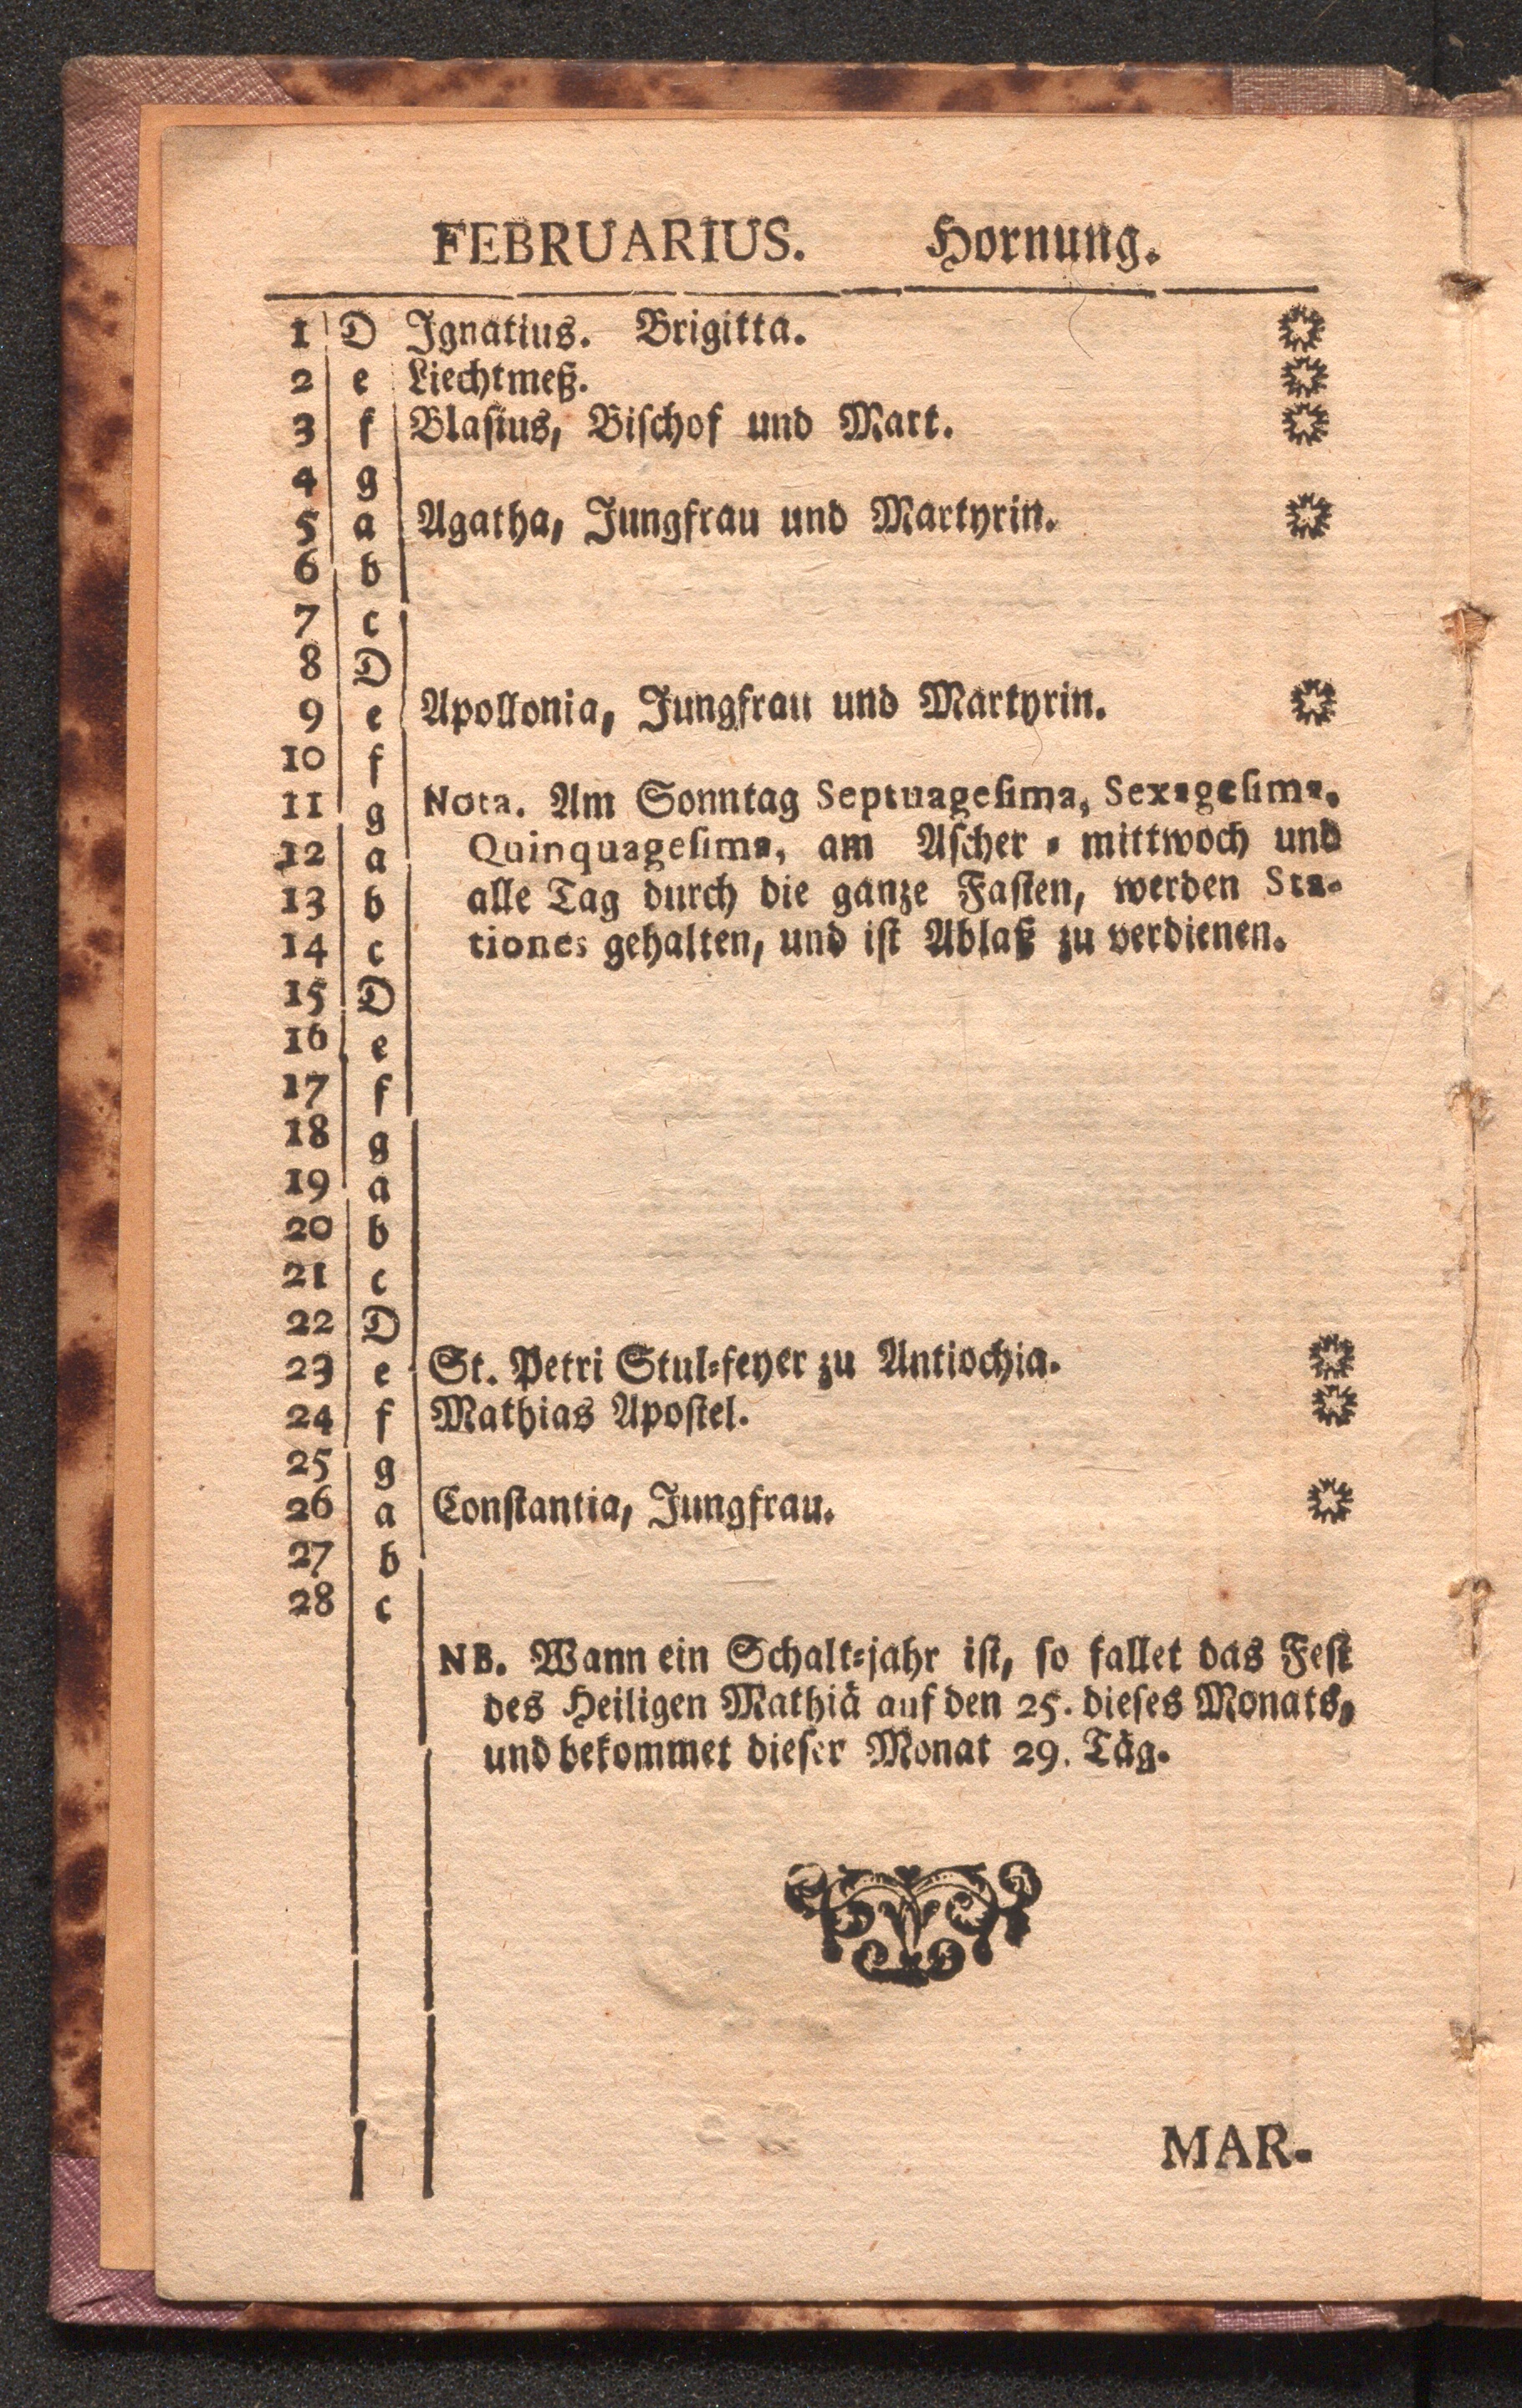 FEBRUARIUS. Hornung.
1 D Ignatius. Brigitta.
2 e Liechtmeß.
3 f Blasius, Bischof und Mart.
4 g
5 a Agatha, Jungfrau und Martyrin.
6 b
7 c
8 D
9 e Apollonia, Jungfrau und Martyrin.
10 f
11 g Nota. Am Sonntag Septuagesima, Sexagesima,
12 a Quinquagesima, am Ascher-mittwoch und
13 b alle Tag durch die ganze Fasten, werden Sta-
14 c tiones gehalten, und ist Ablaß zu verdienen.
15 D
16 e
17 f
18 g
19 a
20 b
21 c
22 D
23 e St. Petri Stul-feyer zu Antiochia.
24 f Mathias Apostel.
25 g
26 a Constantia, Jungfrau.
27 b
28 c
NB. Wann ein Schalt-jahr ist, so fallet das Fest
des Heiligen Mathiä auf den 25. dieses Monats,
und bekommet dieser Monat 29. Täg.
MAR-